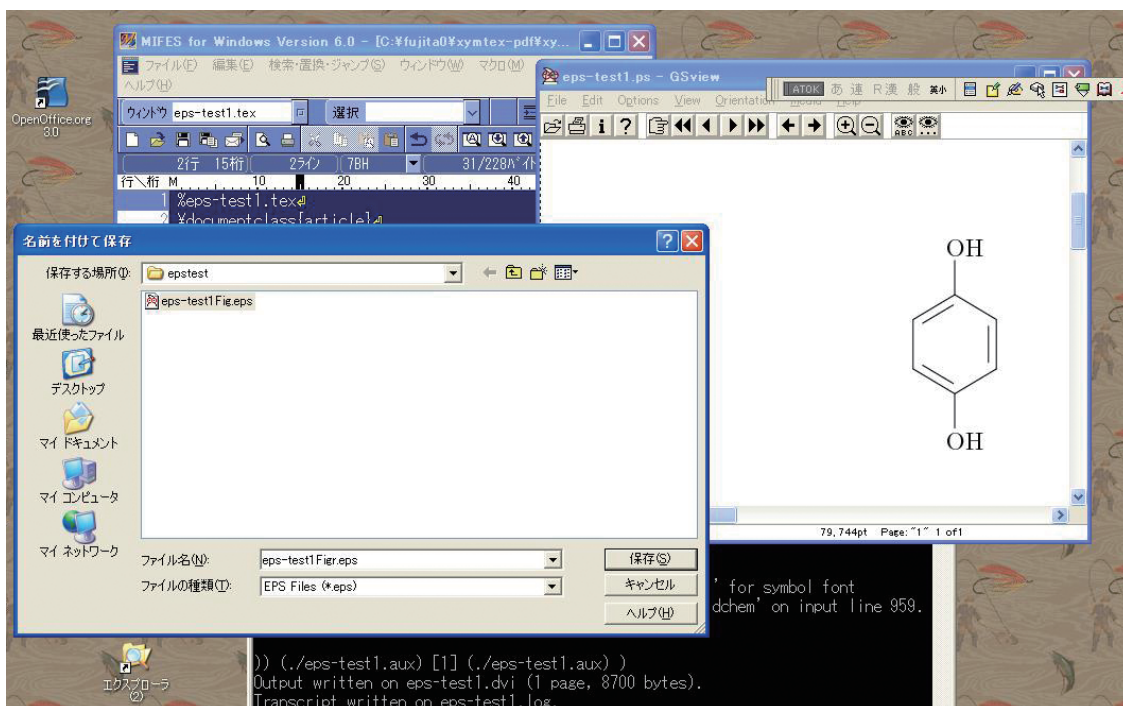 MIFES for Windows Version 6.0 - [C:¥fujita0¥xymtex-pdf¥xy...
ファイル(F) 編集(E) 検索・置換・ジャンプ(S) ウィンドウ(W) マクロ(M)
ヘルプ(H)
ウィンドウ eps-test1.tex 選択
2行 15桁 2ライン 7BH 31/228バイト
行\桁 M 10 20 30 40
1 %eps-test1.tex
2 ¥documentclass{article}
OpenOffice.org
3.0
eps-test1.ps - GSview
ATOK あ 連 R漢 般 英小
File Edit Options View Orientation Media Help
ABC
OH
OH
79, 744pt Page: "1" 1 of 1
名前を付けて保存
保存する場所(I): epstest
eps-test1Fig.eps
最近使ったファイル
デスクトップ
マイ ドキュメント
マイ コンピュータ
マイ ネットワーク
ファイル名(N): eps-test1Figr.eps 保存(S)
ファイルの種類(T): EPS Files (*.eps) キャンセル
ヘルプ(H)
' for symbol font
dchem' on input line 959.
)) (./eps-test1.aux) [1] (./eps-test1.aux) )
Output written on eps-test1.dvi (1 page, 8700 bytes).
Transcript written on eps-test1.log.
エクスプローラ
(2)